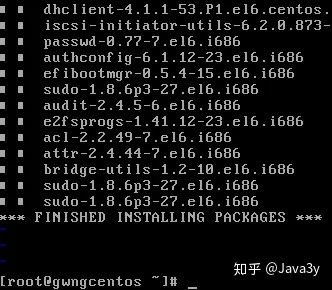 dhclient-4.1.1-53.P1.el6.centos.
iscsi-initiator-utils-6.2.0.873-
passwd-0.77-7.el6.i686
authconfig-6.1.12-23.el6.i686
efibootmgr-0.5.4-15.el6.i686
sudo-1.8.6p3-27.el6.i686
audit-2.4.5-6.el6.i686
e2fsprogs-1.41.12-23.el6.i686
acl-2.2.49-7.el6.i686
attr-2.4.44-7.el6.i686
bridge-utils-1.2-10.el6.i686
sudo-1.8.6p3-27.el6.i686
sudo-1.8.6p3-27.el6.i686
*** FINISHED INSTALLING PACKAGES ***
~
~
~
[root@gwngcentos ~]# _
知乎 @Java3y